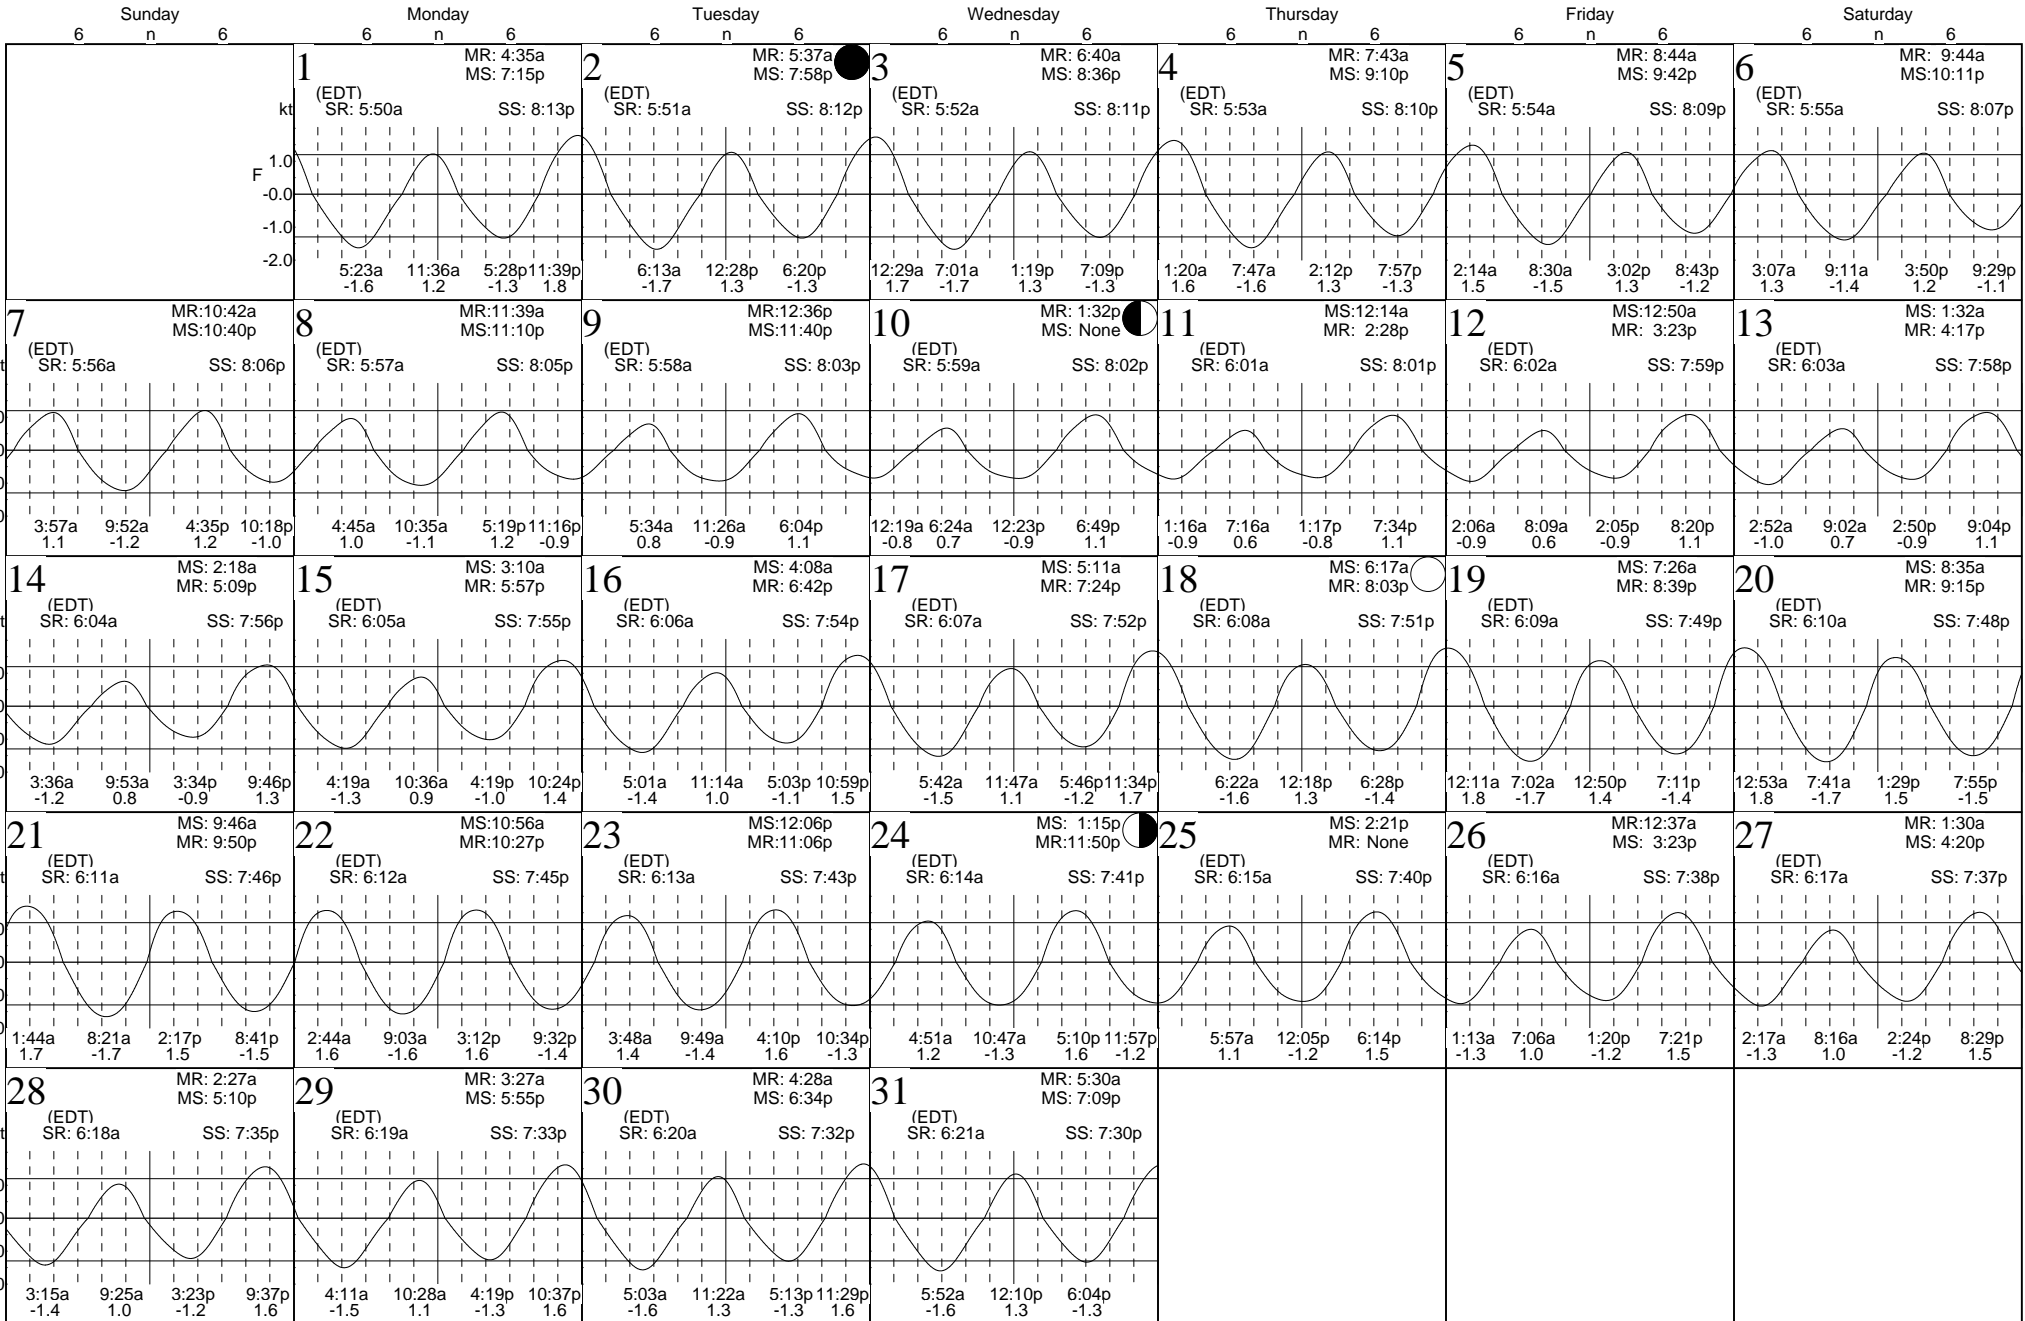 Sunday Monday Tuesday Wednesday Thursday Friday Saturday
6 n 6 6 n 6 6 n 6 6 n 6 6 n 6 6 n 6 6 n 6
1
MR: 4:35a
MS: 7:15p
(EDT)
SR: 5:50a SS: 8:13p
kt
1.0
F
-0.0
-1.0
-2.0
5:23a 11:36a 5:28p 11:39p
-1.6 1.2 -1.3 1.8
2
MR: 5:37a
MS: 7:58p
(EDT)
SR: 5:51a SS: 8:12p
6:13a 12:28p 6:20p
-1.7 1.3 -1.3
3
MR: 6:40a
MS: 8:36p
(EDT)
SR: 5:52a SS: 8:11p
12:29a 7:01a 1:19p 7:09p
1.7 -1.7 1.3 -1.3
4
MR: 7:43a
MS: 9:10p
(EDT)
SR: 5:53a SS: 8:10p
1:20a 7:47a 2:12p 7:57p
1.6 -1.6 1.3 -1.3
5
MR: 8:44a
MS: 9:42p
(EDT)
SR: 5:54a SS: 8:09p
2:14a 8:30a 3:02p 8:43p
1.5 -1.5 1.3 -1.2
6
MR: 9:44a
MS:10:11p
(EDT)
SR: 5:55a SS: 8:07p
3:07a 9:11a 3:50p 9:29p
1.3 -1.4 1.2 -1.1
7
MR:10:42a
MS:10:40p
(EDT)
SR: 5:56a SS: 8:06p
3:57a 9:52a 4:35p 10:18p
1.1 -1.2 1.2 -1.0
8
MR:11:39a
MS:11:10p
(EDT)
SR: 5:57a SS: 8:05p
4:45a 10:35a 5:19p 11:16p
1.0 -1.1 1.2 -0.9
9
MR:12:36p
MS:11:40p
(EDT)
SR: 5:58a SS: 8:03p
5:34a 11:26a 6:04p
0.8 -0.9 1.1
10
MR: 1:32p
MS: None
(EDT)
SR: 5:59a SS: 8:02p
12:19a 6:24a 12:23p 6:49p
-0.8 0.7 -0.9 1.1
11
MS:12:14a
MR: 2:28p
(EDT)
SR: 6:01a SS: 8:01p
1:16a 7:16a 1:17p 7:34p
-0.9 0.6 -0.8 1.1
12
MS:12:50a
MR: 3:23p
(EDT)
SR: 6:02a SS: 7:59p
2:06a 8:09a 2:05p 8:20p
-0.9 0.6 -0.9 1.1
13
MS: 1:32a
MR: 4:17p
(EDT)
SR: 6:03a SS: 7:58p
2:52a 9:02a 2:50p 9:04p
-1.0 0.7 -0.9 1.1
14
MS: 2:18a
MR: 5:09p
(EDT)
SR: 6:04a SS: 7:56p
3:36a 9:53a 3:34p 9:46p
-1.2 0.8 -0.9 1.3
15
MS: 3:10a
MR: 5:57p
(EDT)
SR: 6:05a SS: 7:55p
4:19a 10:36a 4:19p 10:24p
-1.3 0.9 -1.0 1.4
16
MS: 4:08a
MR: 6:42p
(EDT)
SR: 6:06a SS: 7:54p
5:01a 11:14a 5:03p 10:59p
-1.4 1.0 -1.1 1.5
17
MS: 5:11a
MR: 7:24p
(EDT)
SR: 6:07a SS: 7:52p
5:42a 11:47a 5:46p 11:34p
-1.5 1.1 -1.2 1.7
18
MS: 6:17a
MR: 8:03p
(EDT)
SR: 6:08a SS: 7:51p
6:22a 12:18p 6:28p
-1.6 1.3 -1.4
19
MS: 7:26a
MR: 8:39p
(EDT)
SR: 6:09a SS: 7:49p
12:11a 7:02a 12:50p 7:11p
1.8 -1.7 1.4 -1.4
20
MS: 8:35a
MR: 9:15p
(EDT)
SR: 6:10a SS: 7:48p
12:53a 7:41a 1:29p 7:55p
1.8 -1.7 1.5 -1.5
21
MS: 9:46a
MR: 9:50p
(EDT)
SR: 6:11a SS: 7:46p
1:44a 8:21a 2:17p 8:41p
1.7 -1.7 1.5 -1.5
22
MS:10:56a
MR:10:27p
(EDT)
SR: 6:12a SS: 7:45p
2:44a 9:03a 3:12p 9:32p
1.6 -1.6 1.6 -1.4
23
MS:12:06p
MR:11:06p
(EDT)
SR: 6:13a SS: 7:43p
3:48a 9:49a 4:10p 10:34p
1.4 -1.4 1.6 -1.3
24
MS: 1:15p
MR:11:50p
(EDT)
SR: 6:14a SS: 7:41p
4:51a 10:47a 5:10p 11:57p
1.2 -1.3 1.6 -1.2
25
MS: 2:21p
MR: None
(EDT)
SR: 6:15a SS: 7:40p
5:57a 12:05p 6:14p
1.1 -1.2 1.5
26
MR:12:37a
MS: 3:23p
(EDT)
SR: 6:16a SS: 7:38p
1:13a 7:06a 1:20p 7:21p
-1.3 1.0 -1.2 1.5
27
MR: 1:30a
MS: 4:20p
(EDT)
SR: 6:17a SS: 7:37p
2:17a 8:16a 2:24p 8:29p
-1.3 1.0 -1.2 1.5
28
MR: 2:27a
MS: 5:10p
(EDT)
SR: 6:18a SS: 7:35p
3:15a 9:25a 3:23p 9:37p
-1.4 1.0 -1.2 1.6
29
MR: 3:27a
MS: 5:55p
(EDT)
SR: 6:19a SS: 7:33p
4:11a 10:28a 4:19p 10:37p
-1.5 1.1 -1.3 1.6
30
MR: 4:28a
MS: 6:34p
(EDT)
SR: 6:20a SS: 7:32p
5:03a 11:22a 5:13p 11:29p
-1.6 1.3 -1.3 1.6
31
MR: 5:30a
MS: 7:09p
(EDT)
SR: 6:21a SS: 7:30p
5:52a 12:10p 6:04p
-1.6 1.3 -1.3